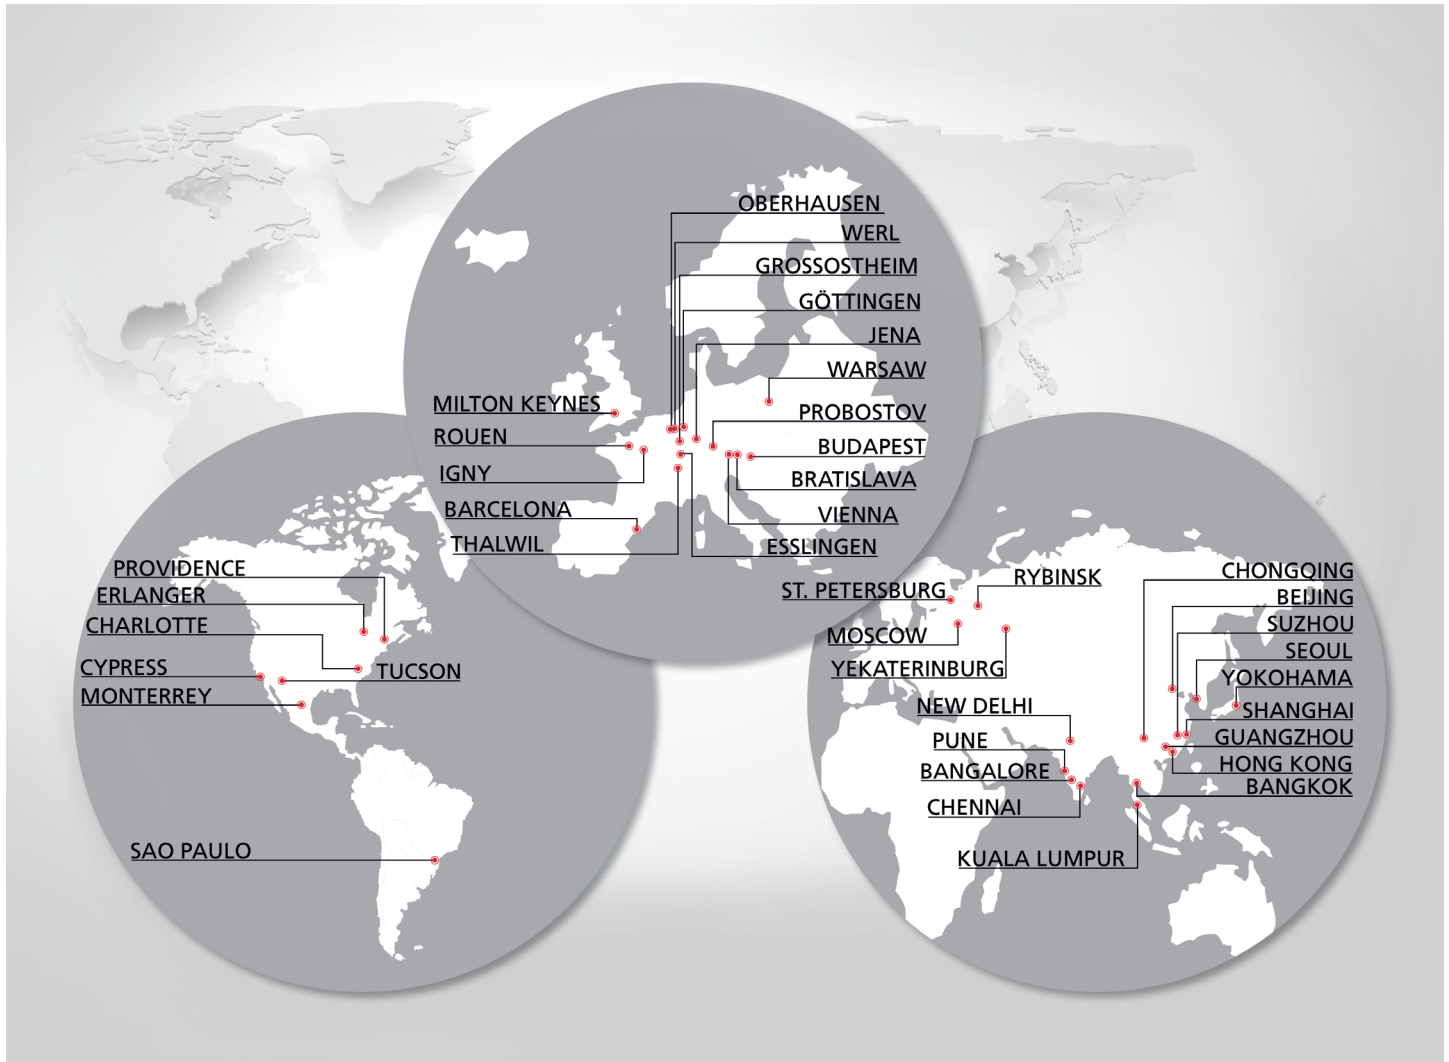 OBERHAUSEN
WERL
GROSSOSTHEIM
GÖTTINGEN
JENA
WARSAW
PROBOSTOV
BUDAPEST
BRATISLAVA
VIENNA
ESSLINGEN
MILTON KEYNES
ROUEN
IGNY
BARCELONA
THALWIL
PROVIDENCE
ERLANGER
CHARLOTTE
CYPRESS
TUCSON
MONTERREY
SAO PAULO
ST. PETERSBURG
RYBINSK
MOSCOW
YEKATERINBURG
NEW DELHI
PUNE
BANGALORE
CHENNAI
KUALA LUMPUR
CHONGQING
BEIJING
SUZHOU
SEOUL
YOKOHAMA
SHANGHAI
GUANGZHOU
HONG KONG
BANGKOK